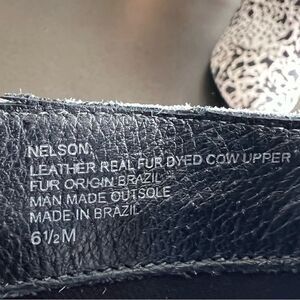 NELSON.
LEATHER REAL FUR DYED COW UPPER
FUR ORIGIN BRAZIL
MAN MADE OUTSOLE
MADE IN BRAZIL
6½M